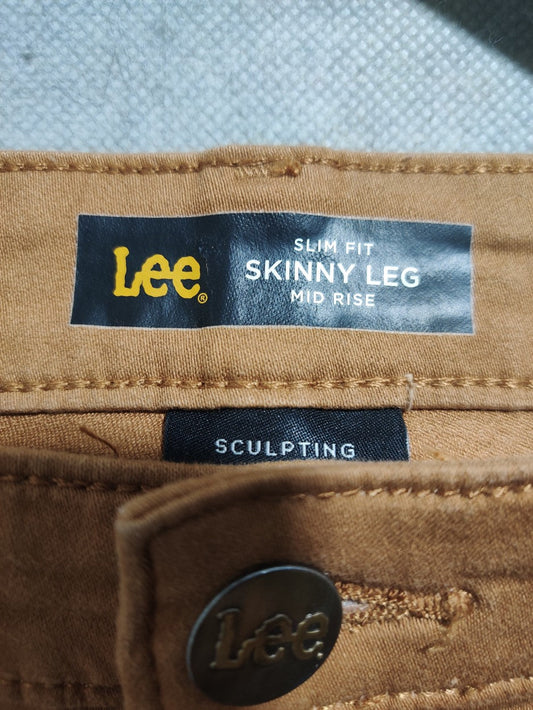 Lee®
SLIM FIT
SKINNY LEG
MID RISE
SCULPTING
Lee